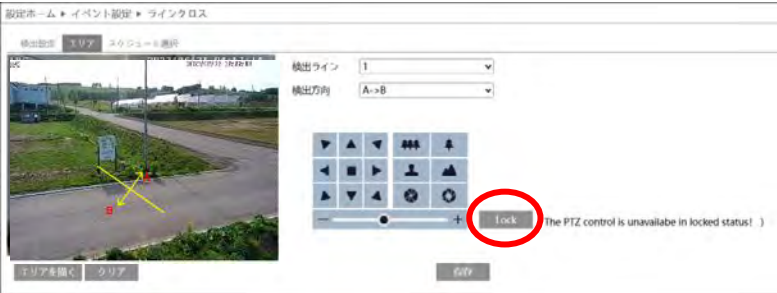 設定ホーム ▸ イベント設定 ▸ ラインクロス
検出設定 エリア スケジュール選択
検出ライン 1
検出方向 A->B
A
B
Lock The PTZ control is unavailabe in locked status! )
エリアを描く クリア 保存